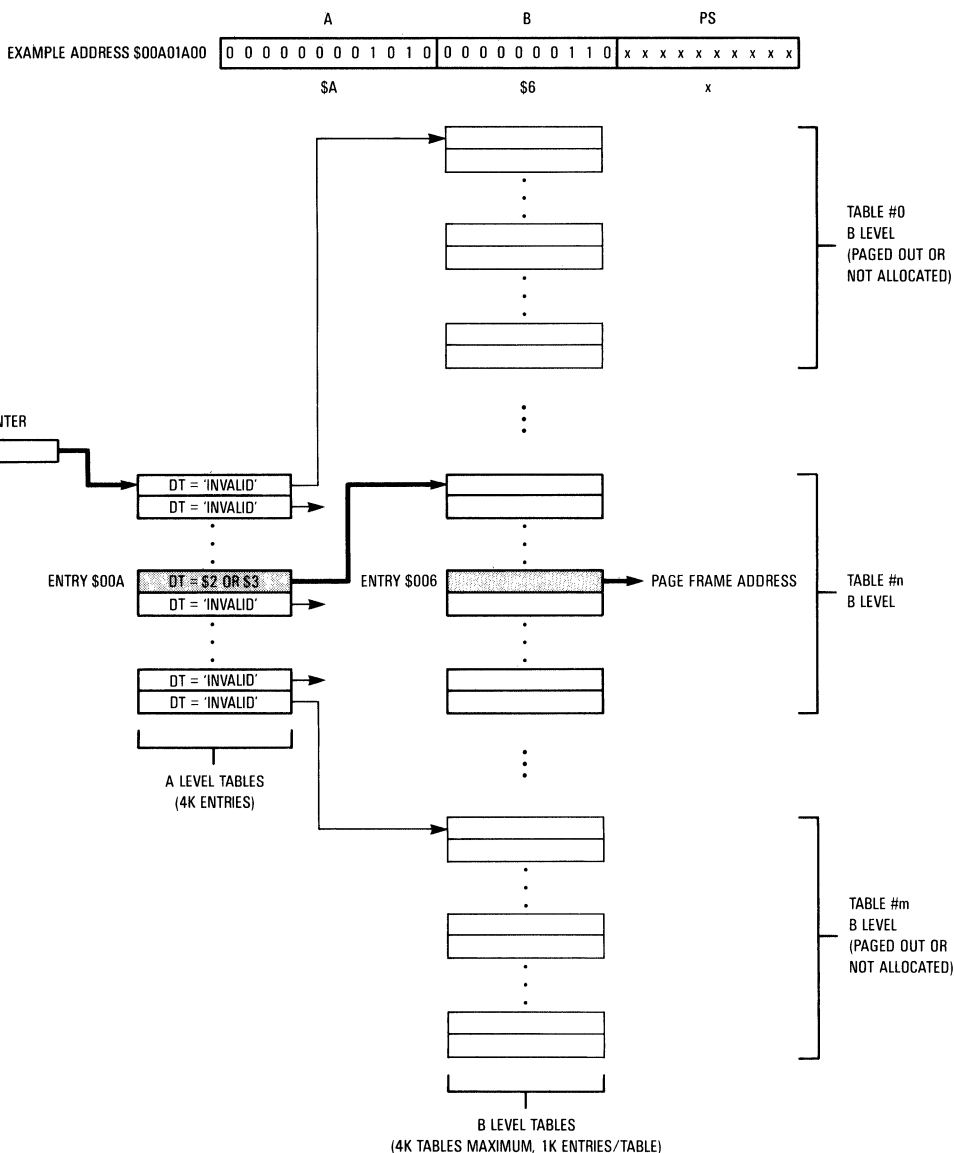 A B PS
EXAMPLE ADDRESS $00A01A00 0 0 0 0 0 0 0 0 1 0 1 0 0 0 0 0 0 0 0 1 1 0 x x x x x x x x x x
$A $6 x
TABLE #0
B LEVEL
(PAGED OUT OR
NOT ALLOCATED)
NTER
DT = 'INVALID'
DT = 'INVALID'
ENTRY $00A DT = $2 OR $3 ENTRY $006 PAGE FRAME ADDRESS
DT = 'INVALID'
TABLE #n
B LEVEL
DT = 'INVALID'
DT = 'INVALID'
A LEVEL TABLES
(4K ENTRIES)
TABLE #m
B LEVEL
(PAGED OUT OR
NOT ALLOCATED)
B LEVEL TABLES
(4K TABLES MAXIMUM, 1K ENTRIES/TABLE)